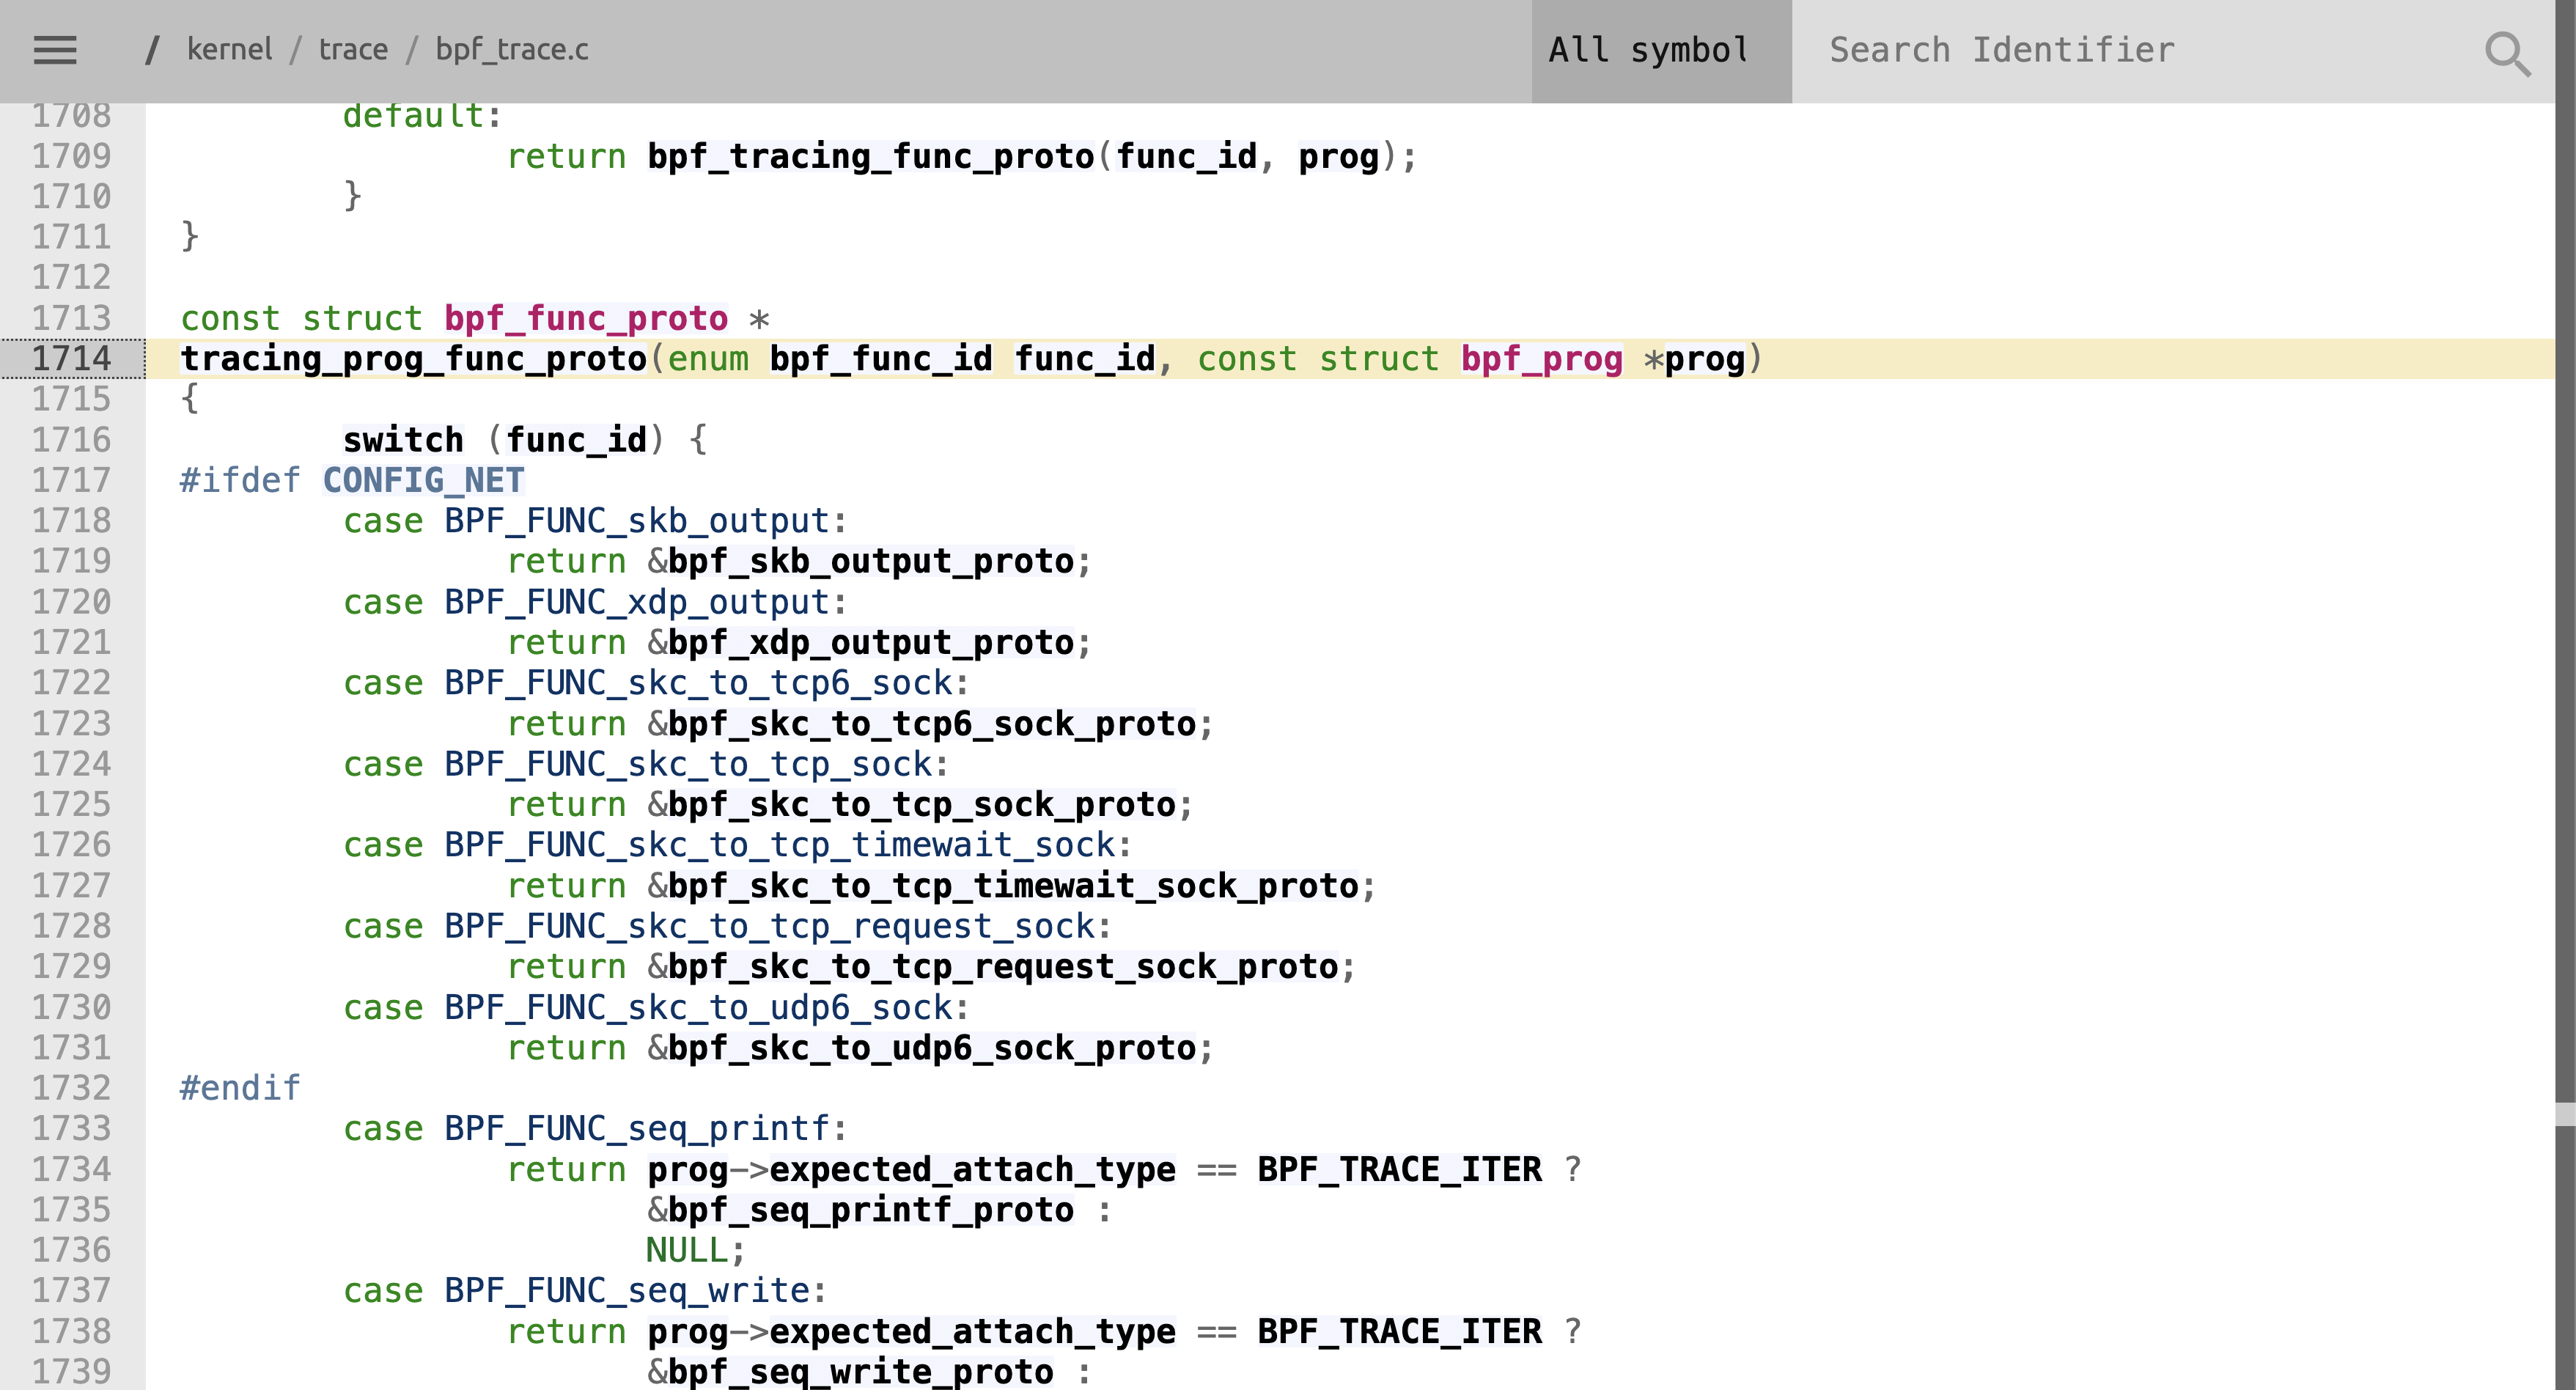 / kernel / trace / bpf_trace.c All symbol Search Identifier
1708 default:
1709 return bpf_tracing_func_proto(func_id, prog);
1710 }
1711 }
1712
1713 const struct bpf_func_proto *
1714 tracing_prog_func_proto(enum bpf_func_id func_id, const struct bpf_prog *prog)
1715 {
1716 switch (func_id) {
1717 #ifdef CONFIG_NET
1718 case BPF_FUNC_skb_output:
1719 return &bpf_skb_output_proto;
1720 case BPF_FUNC_xdp_output:
1721 return &bpf_xdp_output_proto;
1722 case BPF_FUNC_skc_to_tcp6_sock:
1723 return &bpf_skc_to_tcp6_sock_proto;
1724 case BPF_FUNC_skc_to_tcp_sock:
1725 return &bpf_skc_to_tcp_sock_proto;
1726 case BPF_FUNC_skc_to_tcp_timewait_sock:
1727 return &bpf_skc_to_tcp_timewait_sock_proto;
1728 case BPF_FUNC_skc_to_tcp_request_sock:
1729 return &bpf_skc_to_tcp_request_sock_proto;
1730 case BPF_FUNC_skc_to_udp6_sock:
1731 return &bpf_skc_to_udp6_sock_proto;
1732 #endif
1733 case BPF_FUNC_seq_printf:
1734 return prog->expected_attach_type == BPF_TRACE_ITER ?
1735 &bpf_seq_printf_proto :
1736 NULL;
1737 case BPF_FUNC_seq_write:
1738 return prog->expected_attach_type == BPF_TRACE_ITER ?
1739 &bpf_seq_write_proto :